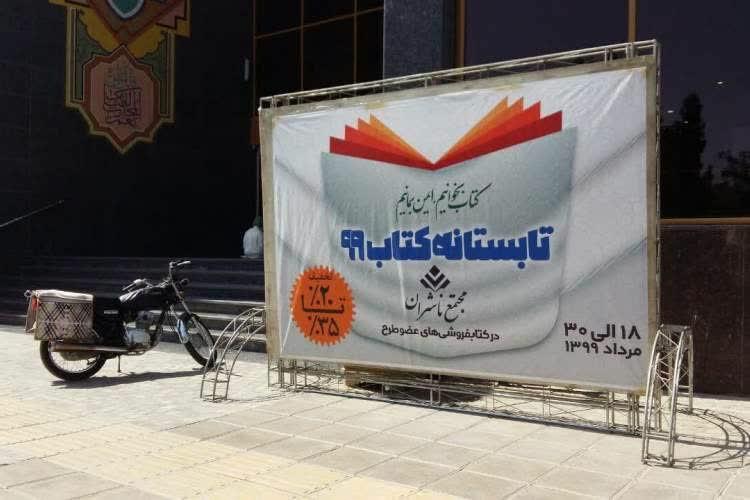 کتاب بخوانیم، ایمن بمانیم
تابستانه کتاب ۹۹
تخفیف
٪۲۰
تا
٪۳۵
مجتمع ناشران
در کتابفروشی‌های عضو طرح
۱۸ الی ۳۰
مرداد ۱۳۹۹